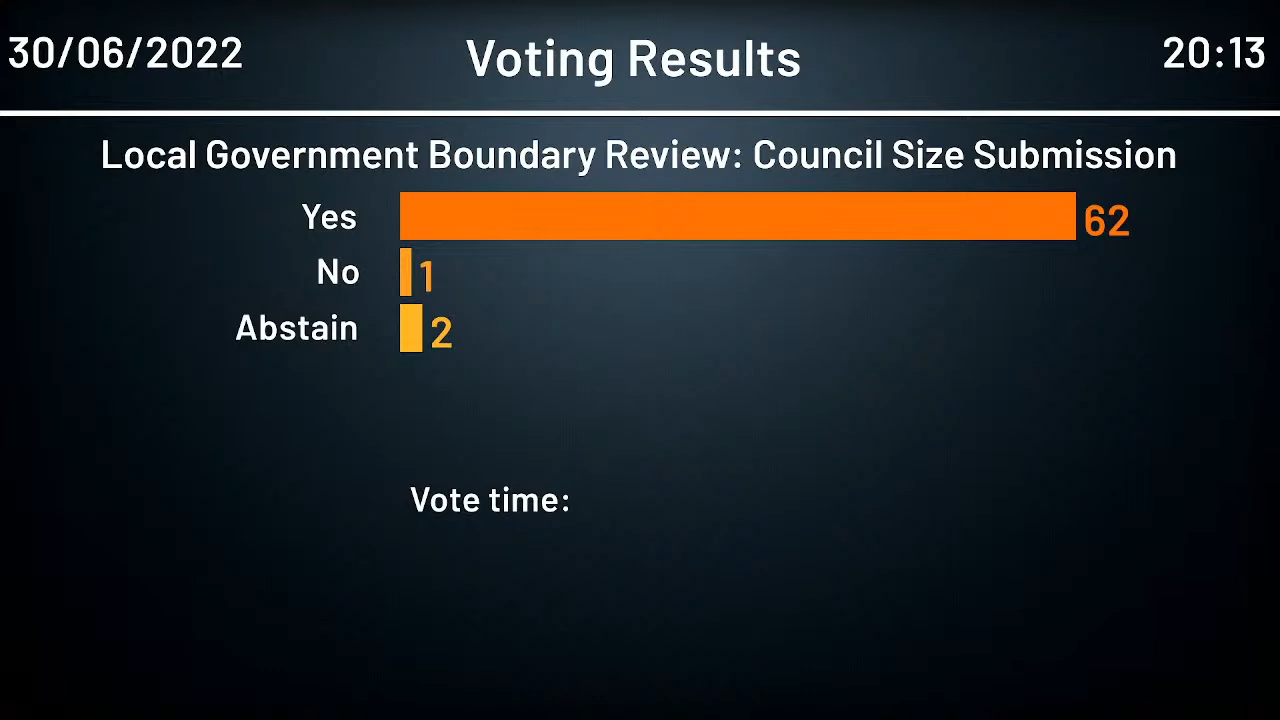 30/06/2022 Voting Results 20:13
Local Government Boundary Review: Council Size Submission
Yes 62
No 1
Abstain 2
Vote time: